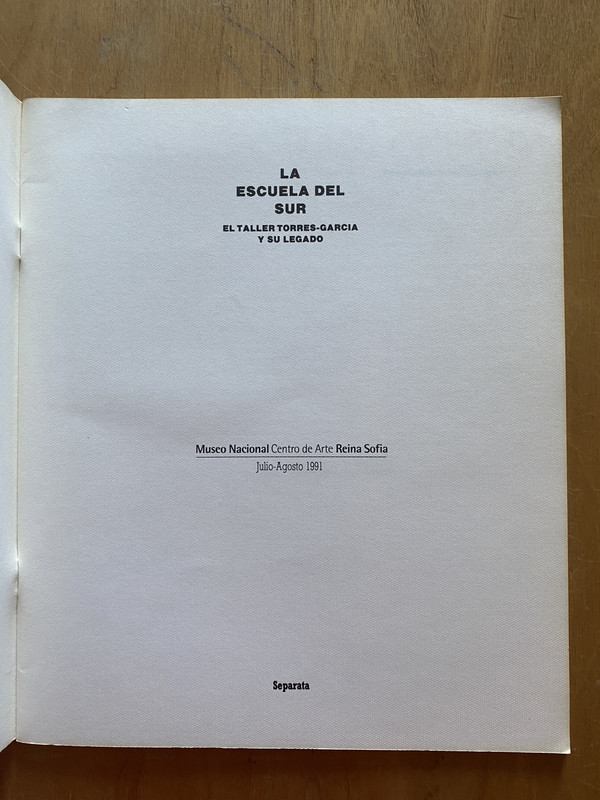 LA
ESCUELA DEL
SUR
EL TALLER TORRES-GARCIA
Y SU LEGADO
Museo Nacional Centro de Arte Reina Sofia
Julio-Agosto 1991
Separata